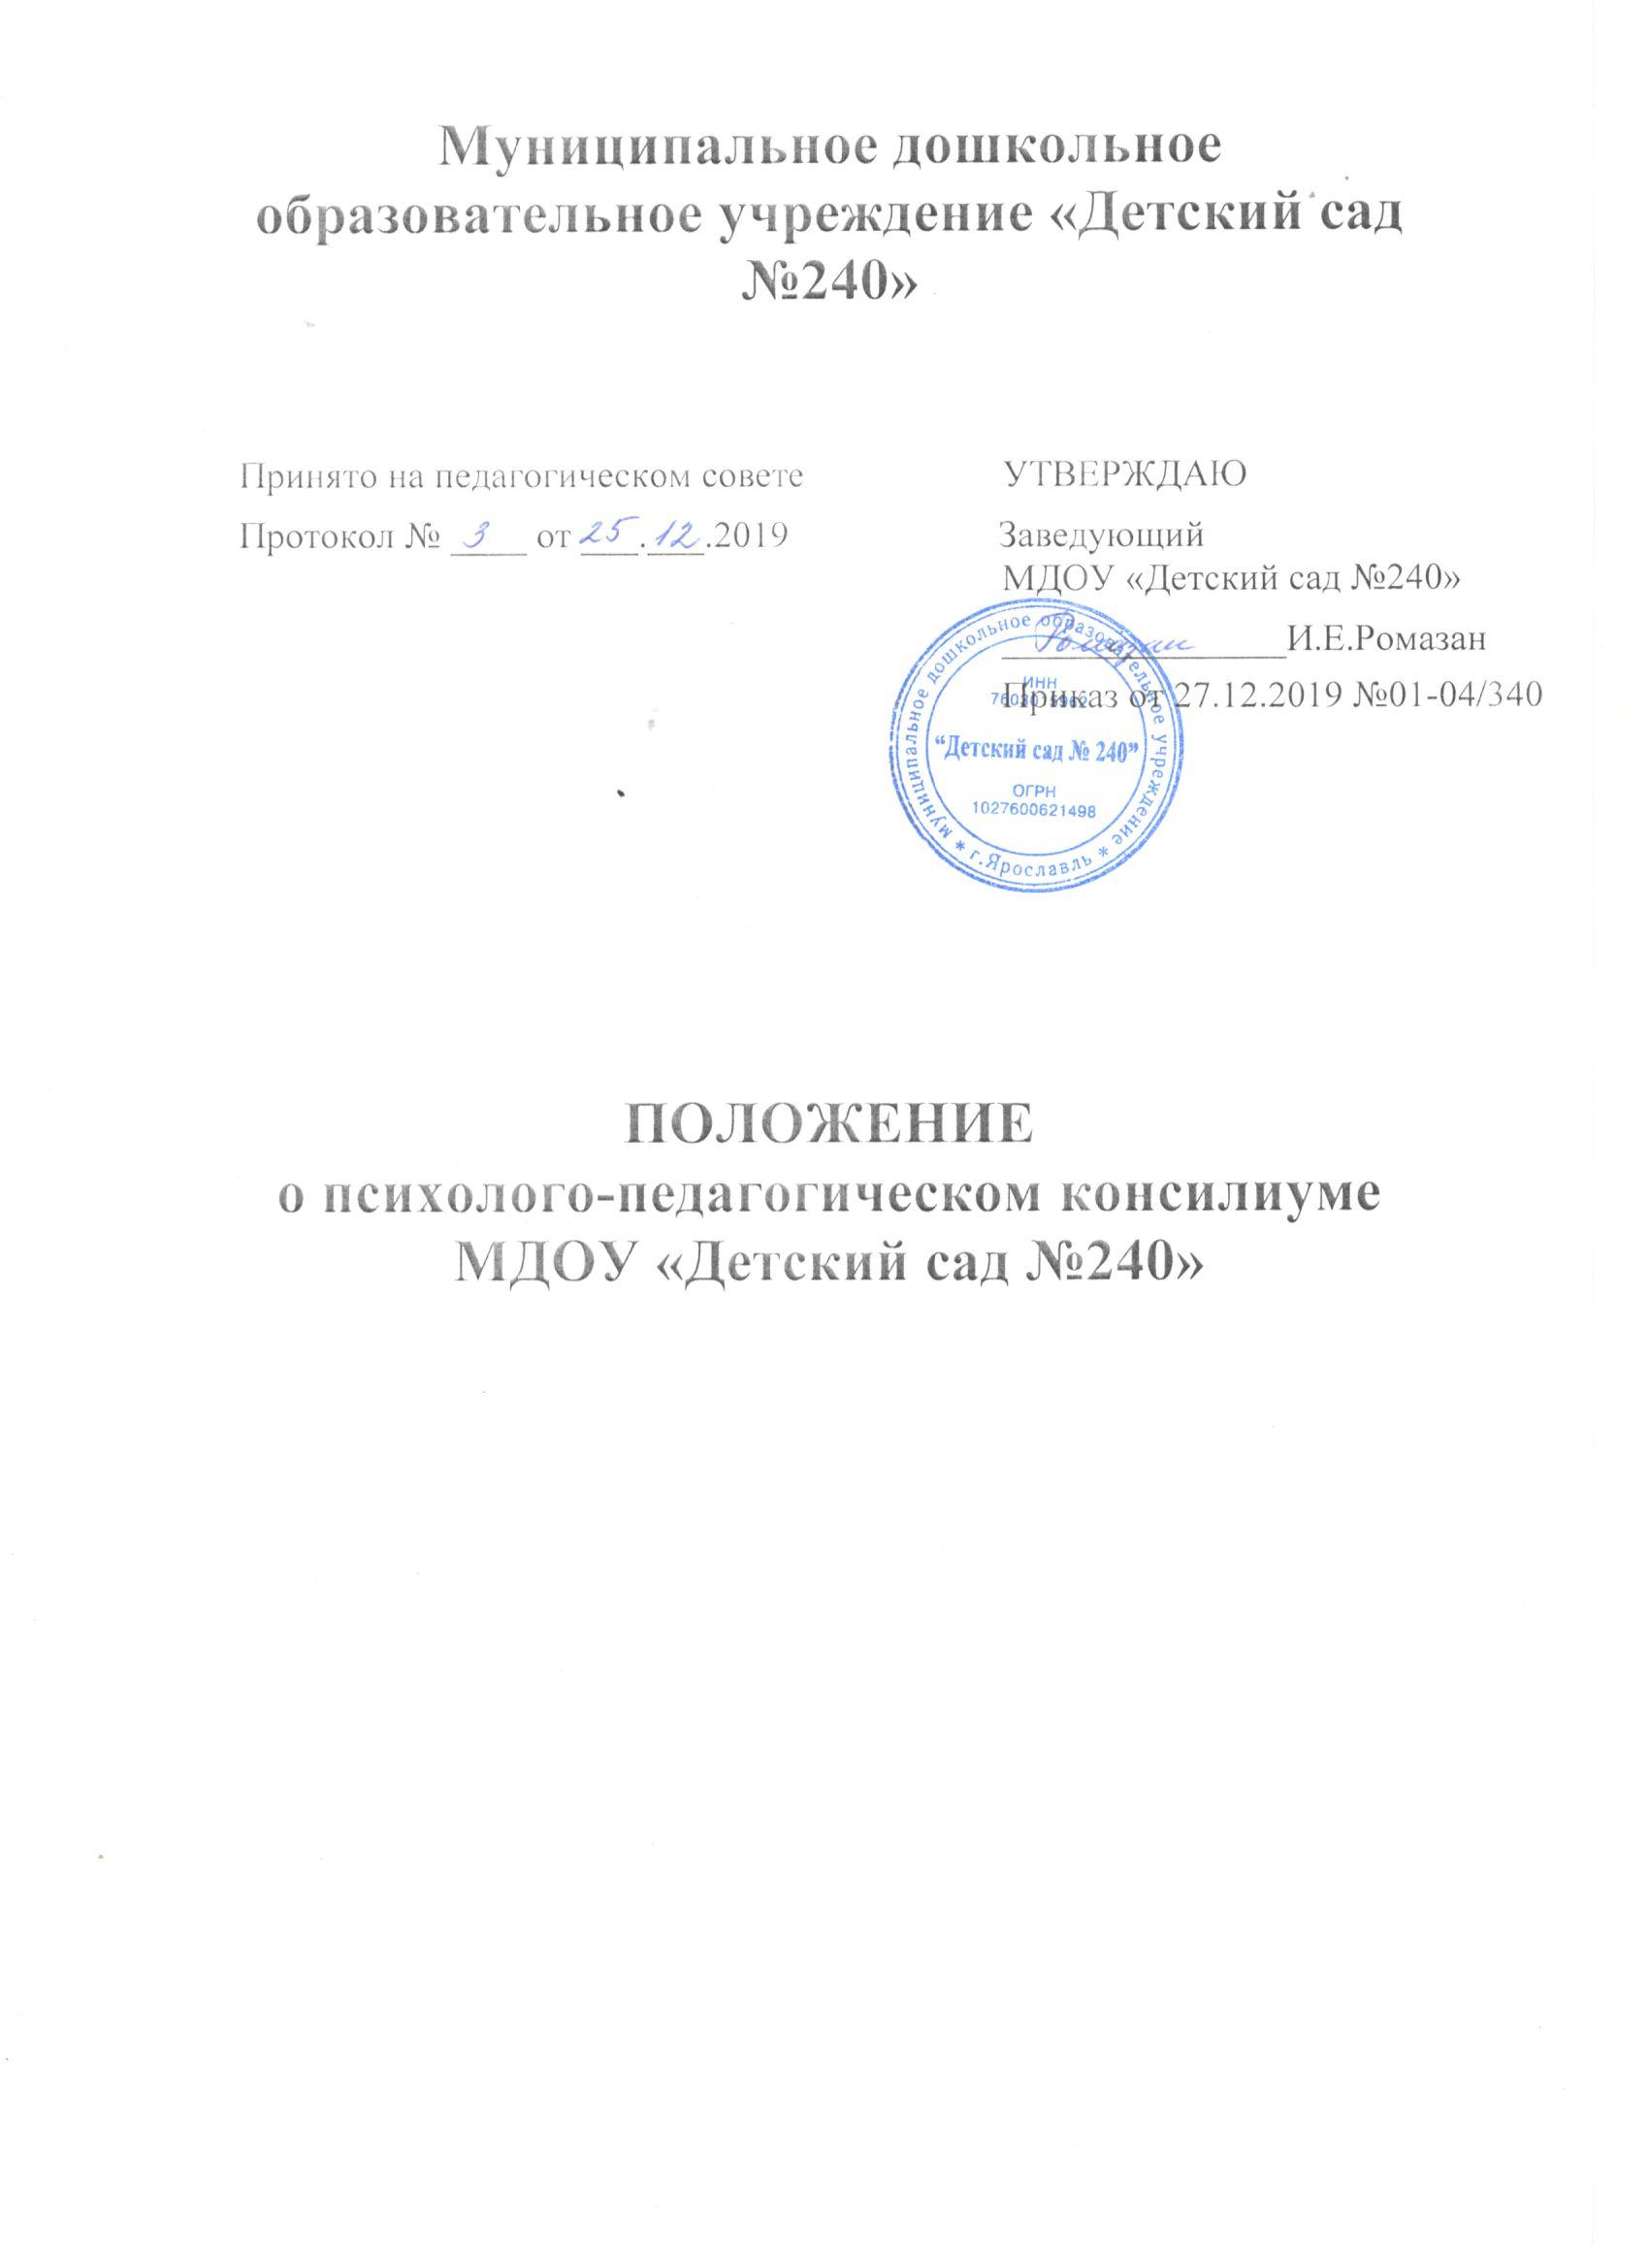 Муниципальное дошкольное
образовательное учреждение «Детский сад
№240»
Принято на педагогическом совете
Протокол № 3 от 25.12.2019
УТВЕРЖДАЮ
Заведующий
МДОУ «Детский сад №240»
И.Е.Ромазан
Приказ от 27.12.2019 №01-04/340
муниципальное дошкольное образовательное учреждение
* г.Ярославль *
ИНН
"Детский сад № 240"
ОГРН
1027600621498
ПОЛОЖЕНИЕ
о психолого-педагогическом консилиуме
МДОУ «Детский сад №240»